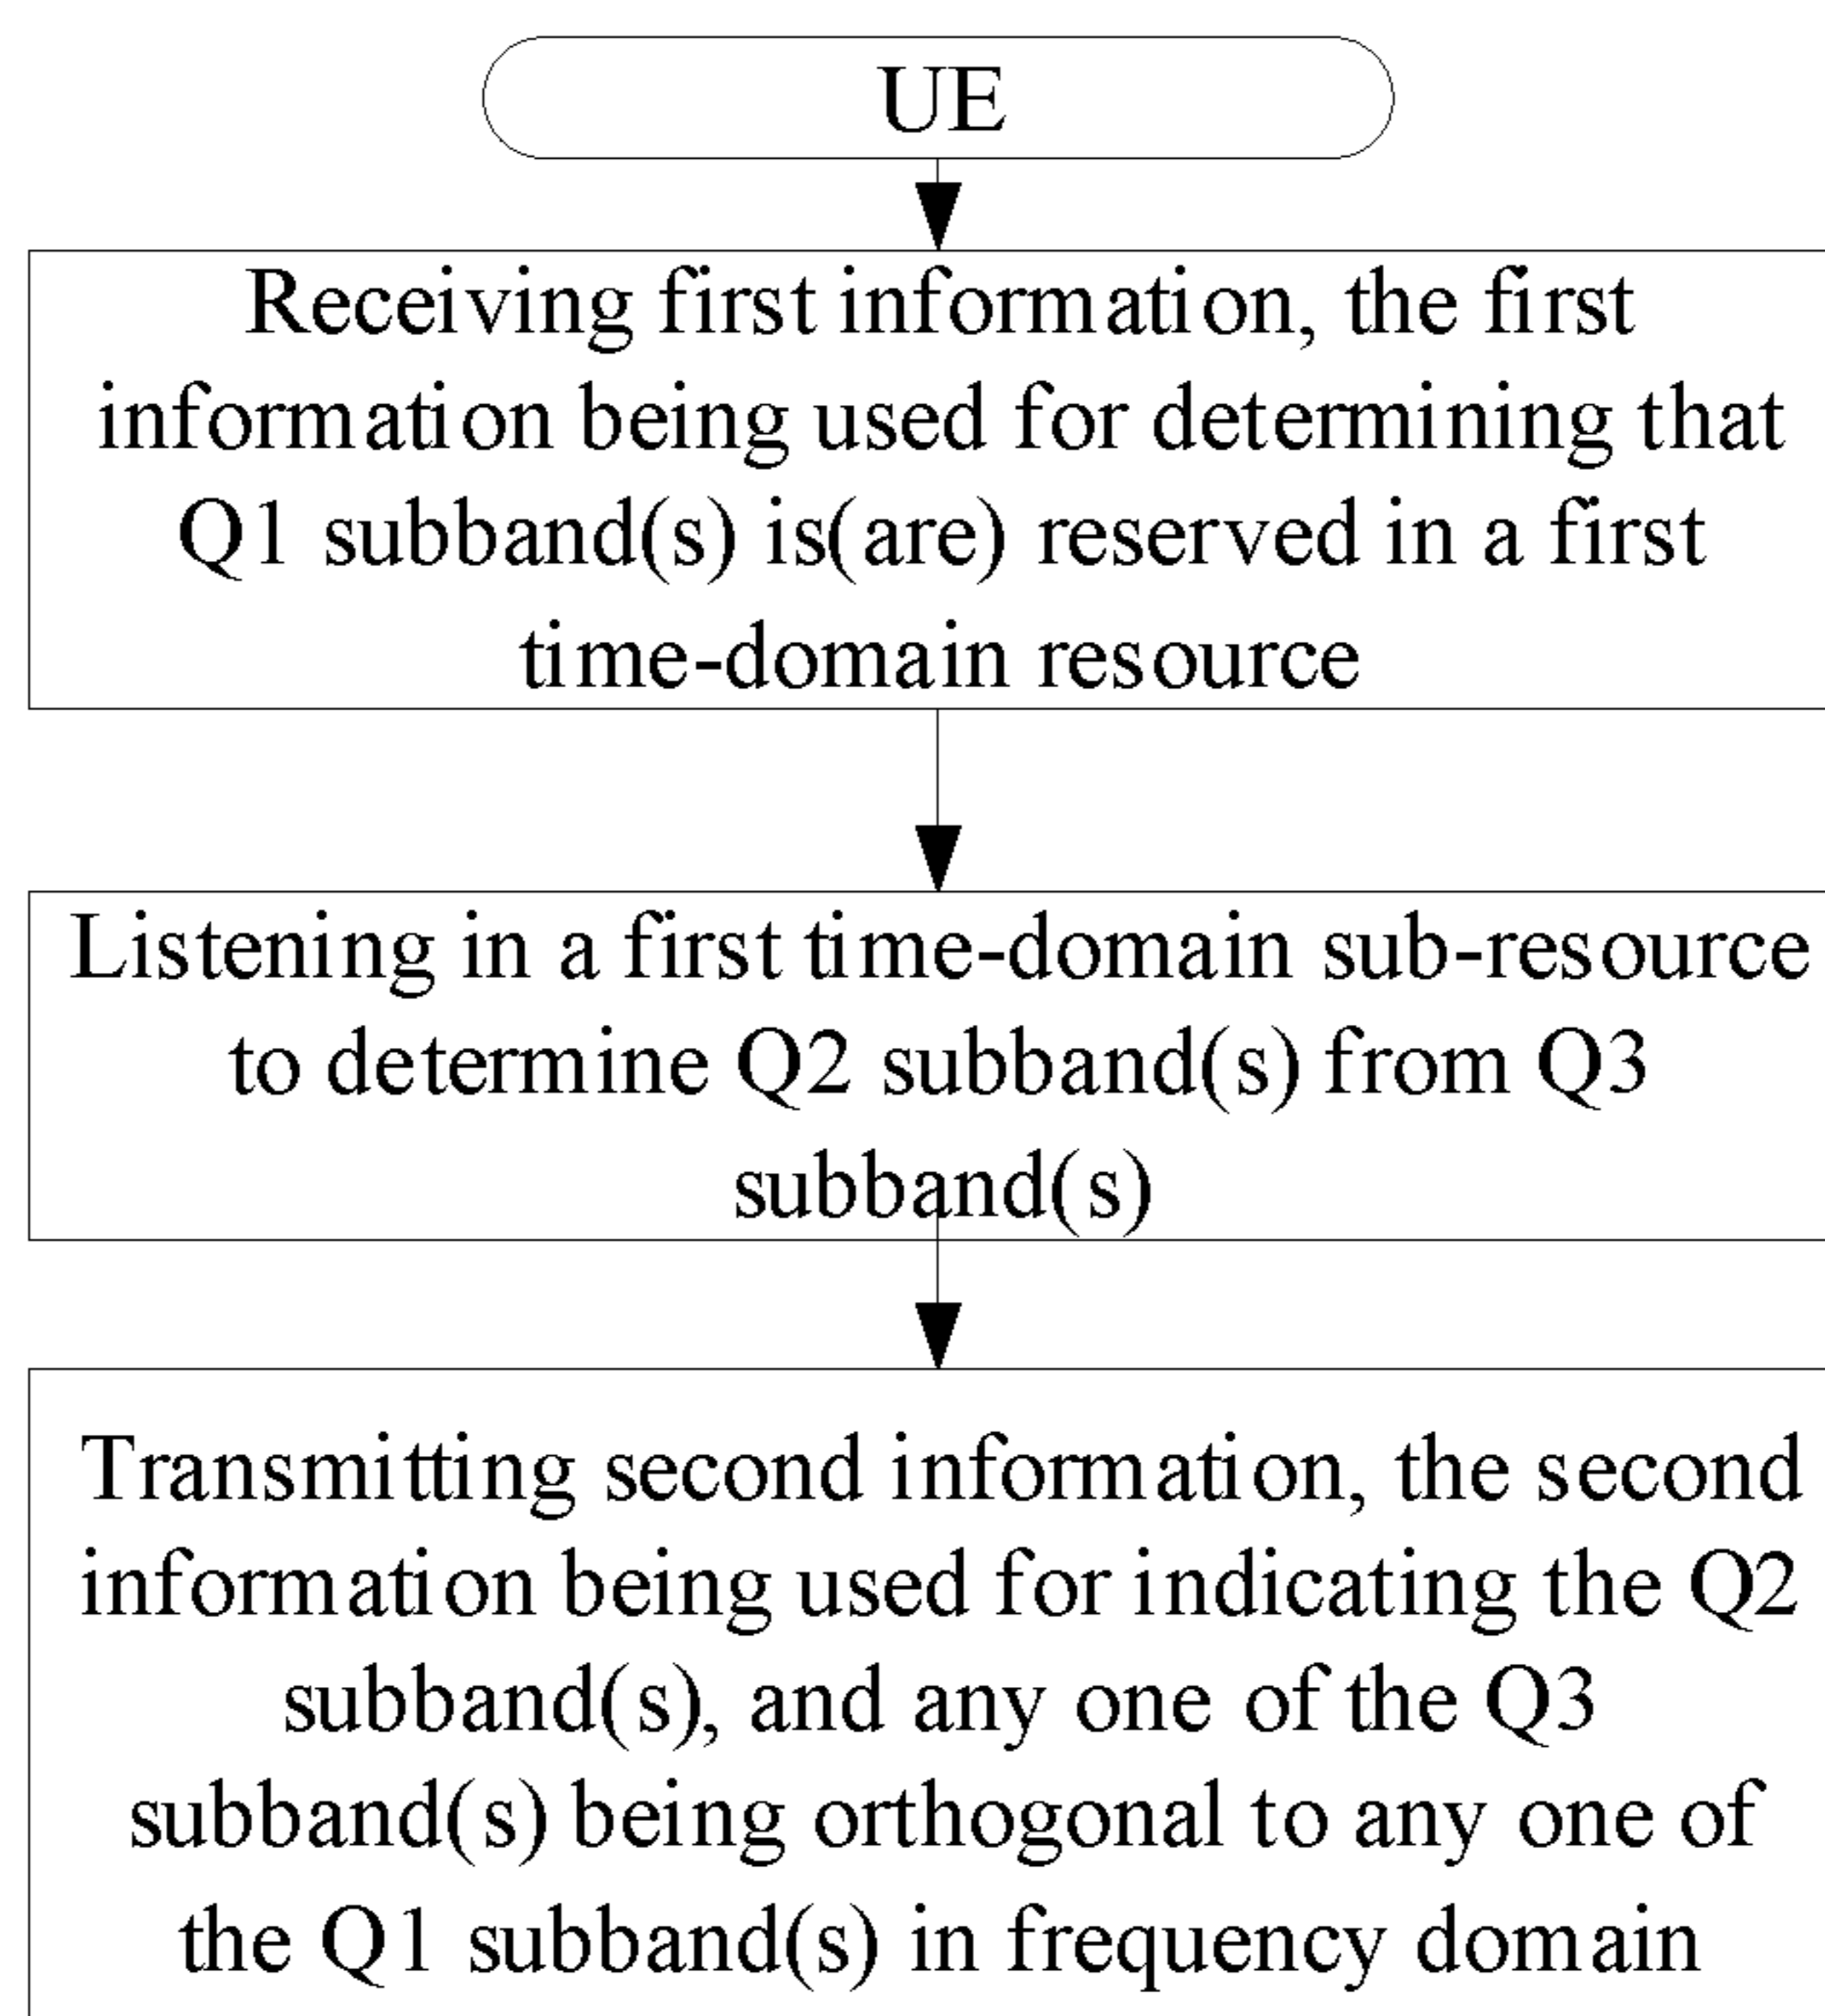 UE
Receiving first information, the first
information being used for determining that
Q1 subband(s) is(are) reserved in a first
time-domain resource
Listening in a first time-domain sub-resource
to determine Q2 subband(s) from Q3
subband(s)
Transmitting second information, the second
information being used for indicating the Q2
subband(s), and any one of the Q3
subband(s) being orthogonal to any one of
the Q1 subband(s) in frequency domain